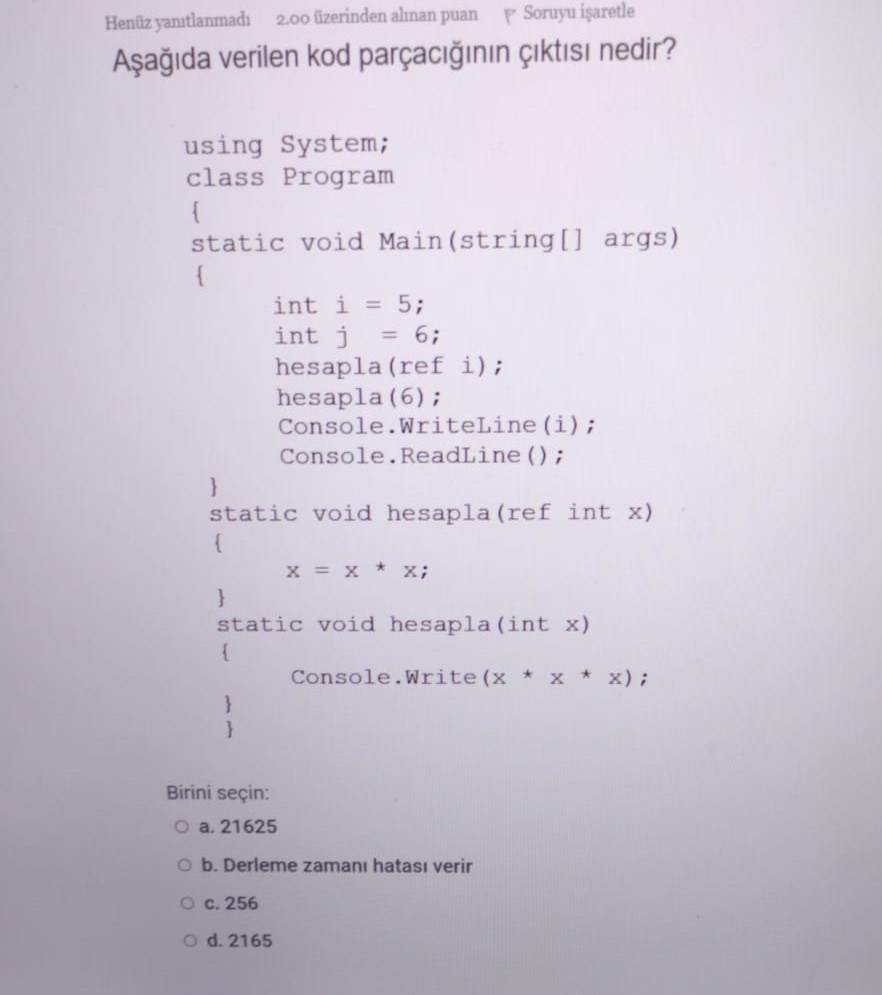 Henüz yanıtlanmadı 2.00 üzerinden alınan puan Soruyu işaretle
Aşağıda verilen kod parçacığının çıktısı nedir?
using System;
class Program
{
static void Main(string[] args)
{
int i = 5;
int j = 6;
hesapla(ref i);
hesapla(6);
Console.WriteLine(i);
Console.ReadLine();
}
static void hesapla(ref int x)
{
x = x * x;
}
static void hesapla(int x)
{
Console.Write(x * x * x);
}
}
Birini seçin:
a. 21625
b. Derleme zamanı hatası verir
c. 256
d. 2165